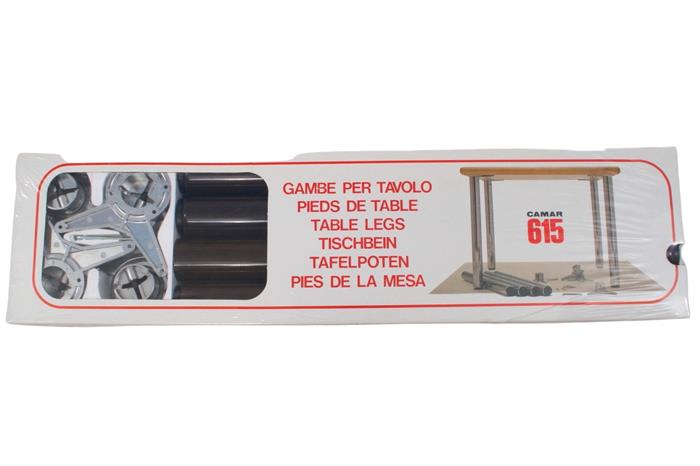 GAMBE PER TAVOLO
PIEDS DE TABLE
TABLE LEGS
TISCHBEIN
TAFELPOTEN
PIES DE LA MESA
CAMAR
615